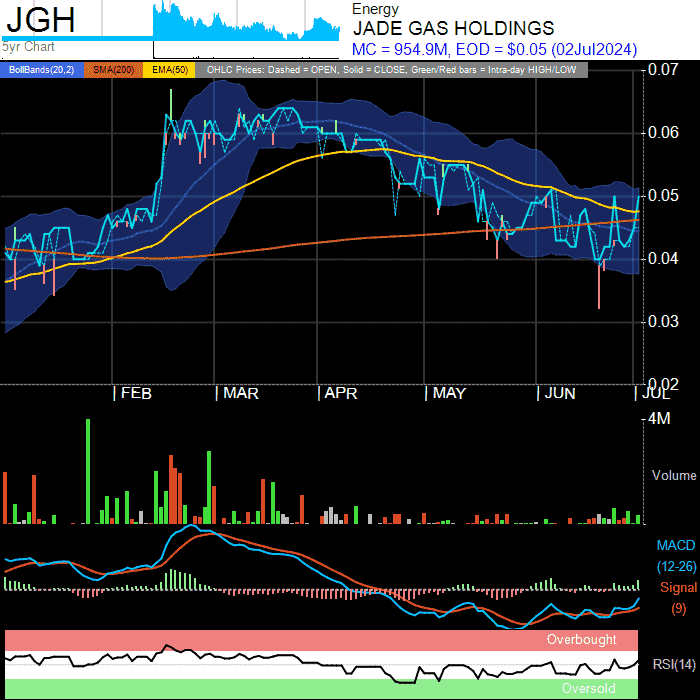 JGH
5yr Chart
Energy
JADE GAS HOLDINGS
MC = 954.9M, EOD = $0.05 (02Jul2024)
BollBands(20,2) SMA(200) EMA(50) OHLC Prices: Dashed = OPEN, Solid = CLOSE, Green/Red bars = Intra-day HIGH/LOW
0.07
0.06
0.05
0.04
0.03
0.02
FEB MAR APR MAY JUN JUL
4M
Volume
MACD
(12-26)
Signal
(9)
Overbought
RSI(14)
Oversold